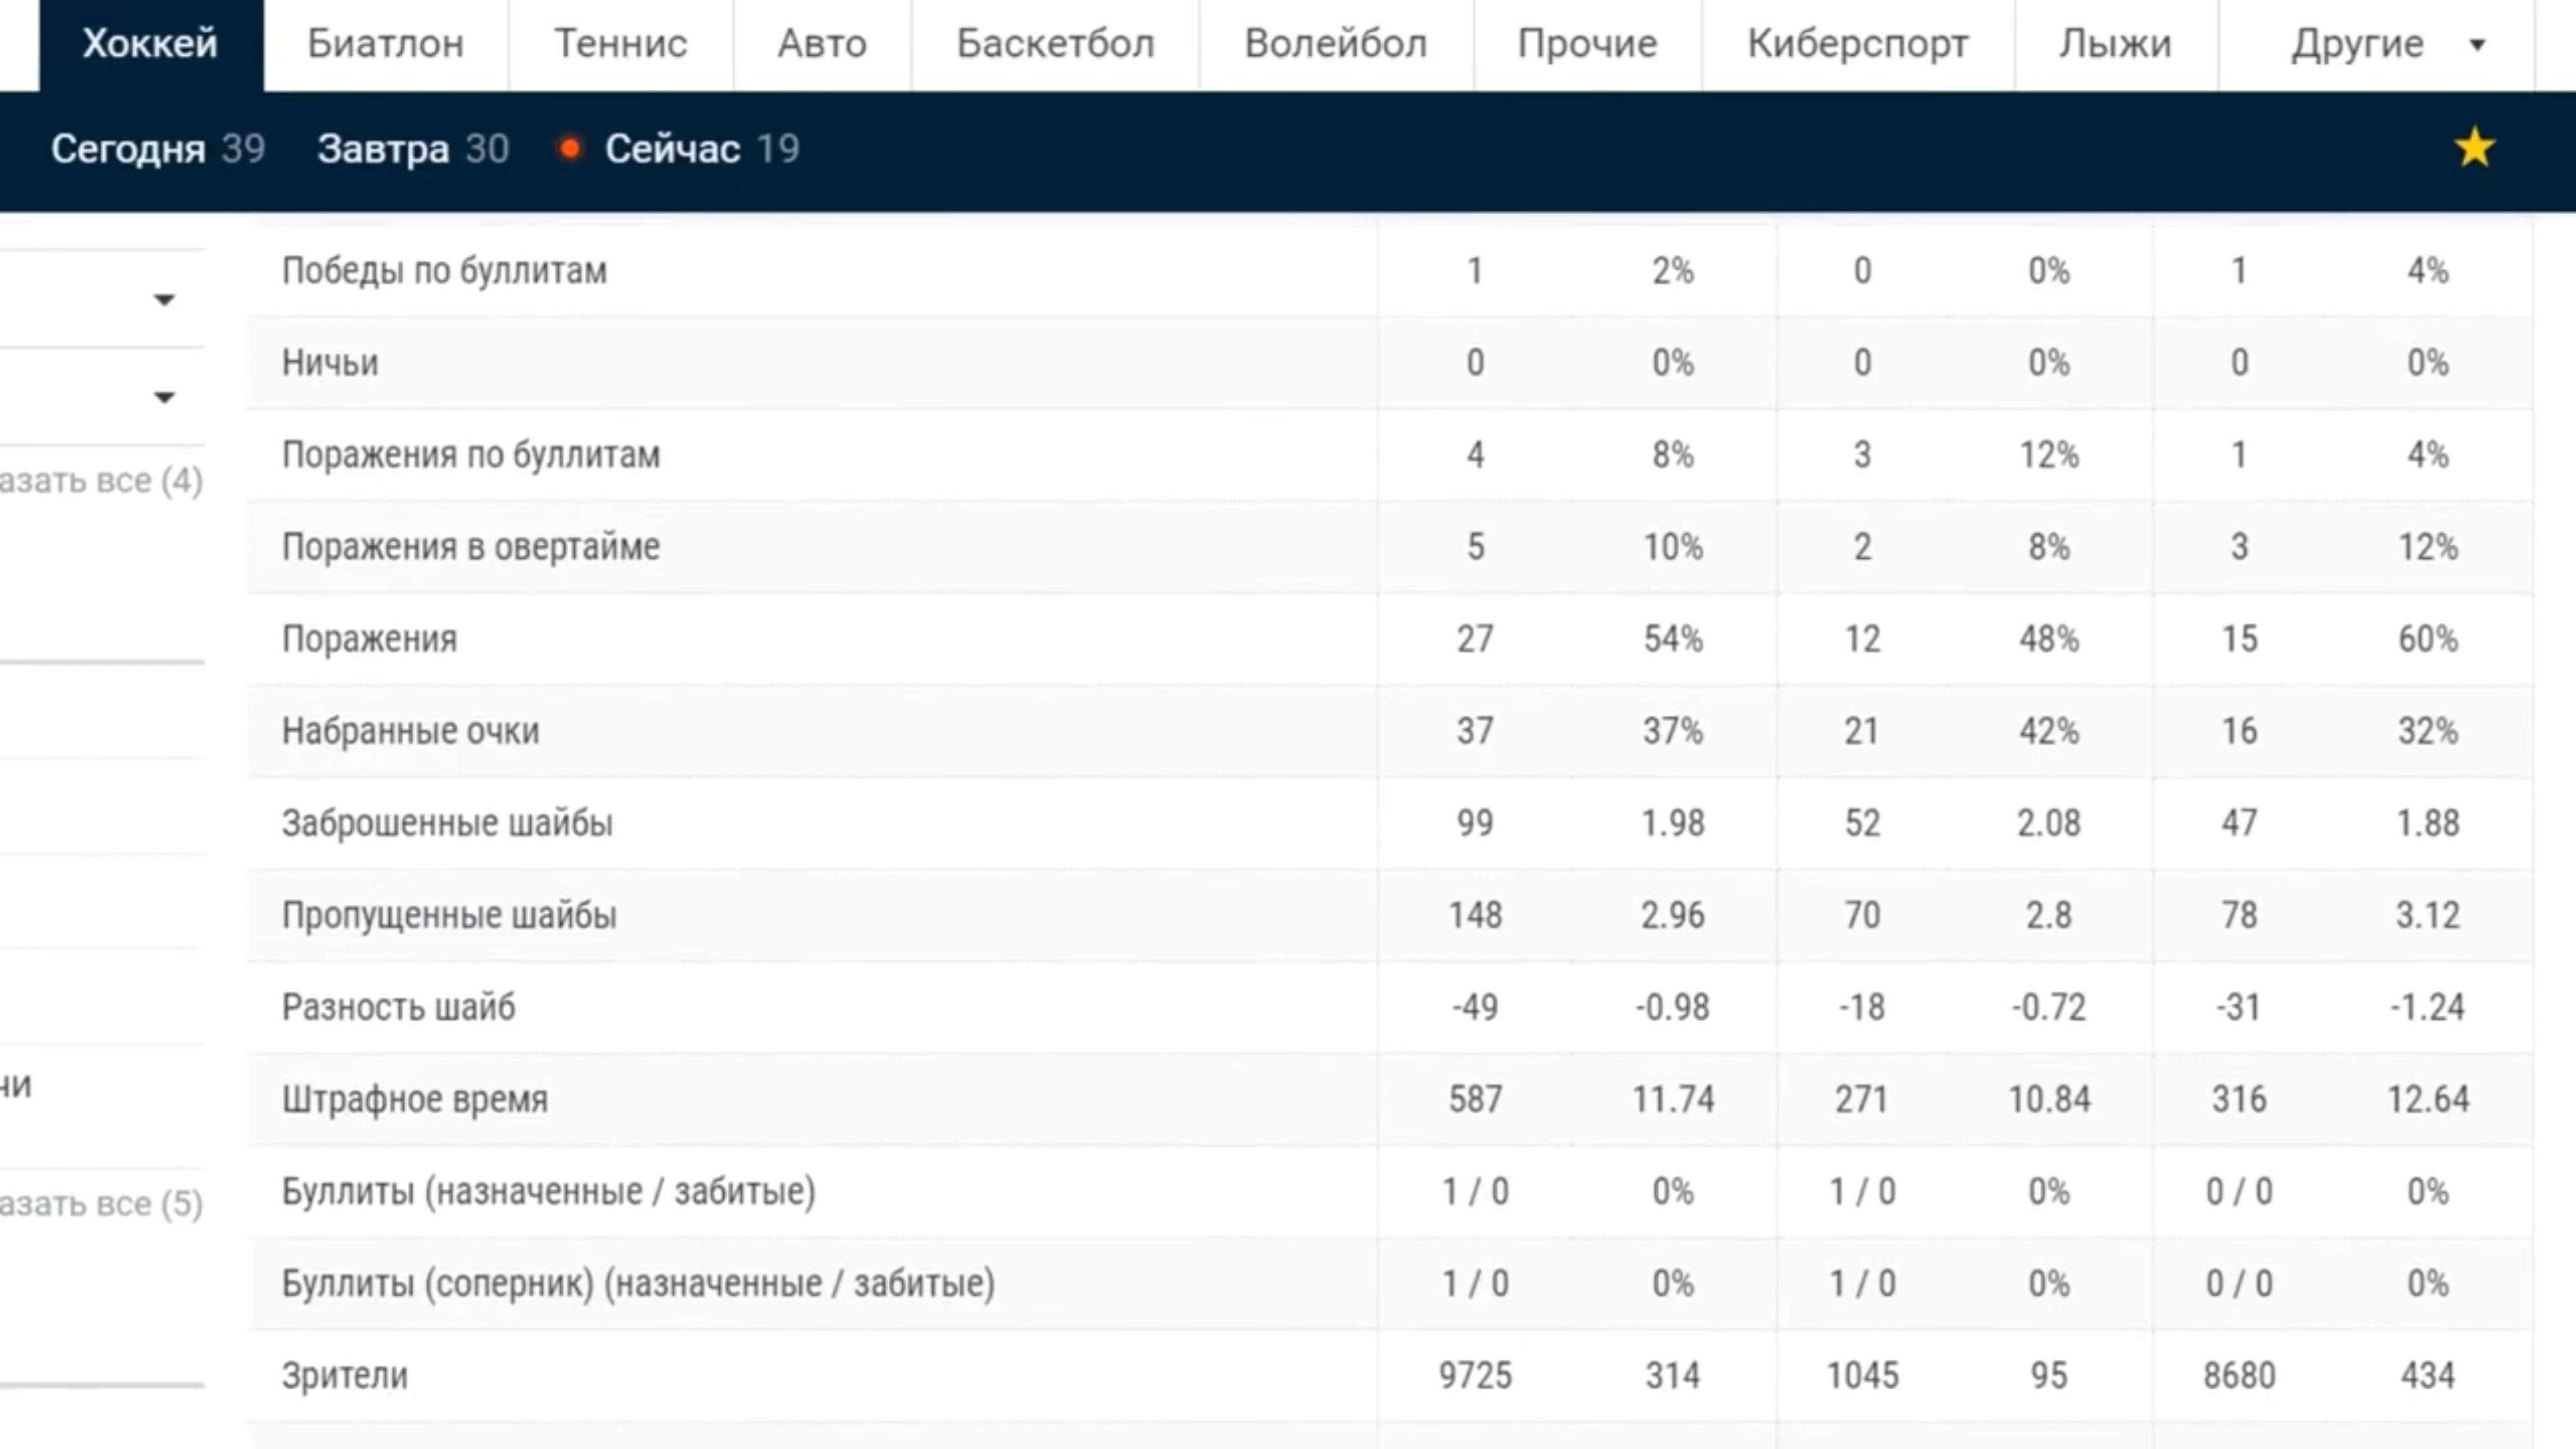 Хоккей Биатлон Теннис Авто Баскетбол Волейбол Прочие Киберспорт Лыжи Другие
Сегодня 39 Завтра 30 Сейчас 19
Победы по буллитам 1 2% 0 0% 1 4%
Ничьи 0 0% 0 0% 0 0%
Поражения по буллитам 4 8% 3 12% 1 4%
азать все (4)
Поражения в овертайме 5 10% 2 8% 3 12%
Поражения 27 54% 12 48% 15 60%
Набранные очки 37 37% 21 42% 16 32%
Заброшенные шайбы 99 1.98 52 2.08 47 1.88
Пропущенные шайбы 148 2.96 70 2.8 78 3.12
Разность шайб -49 -0.98 -18 -0.72 -31 -1.24
чи
Штрафное время 587 11.74 271 10.84 316 12.64
Буллиты (назначенные / забитые) 1 / 0 0% 1 / 0 0% 0 / 0 0%
азать все (5)
Буллиты (соперник) (назначенные / забитые) 1 / 0 0% 1 / 0 0% 0 / 0 0%
Зрители 9725 314 1045 95 8680 434